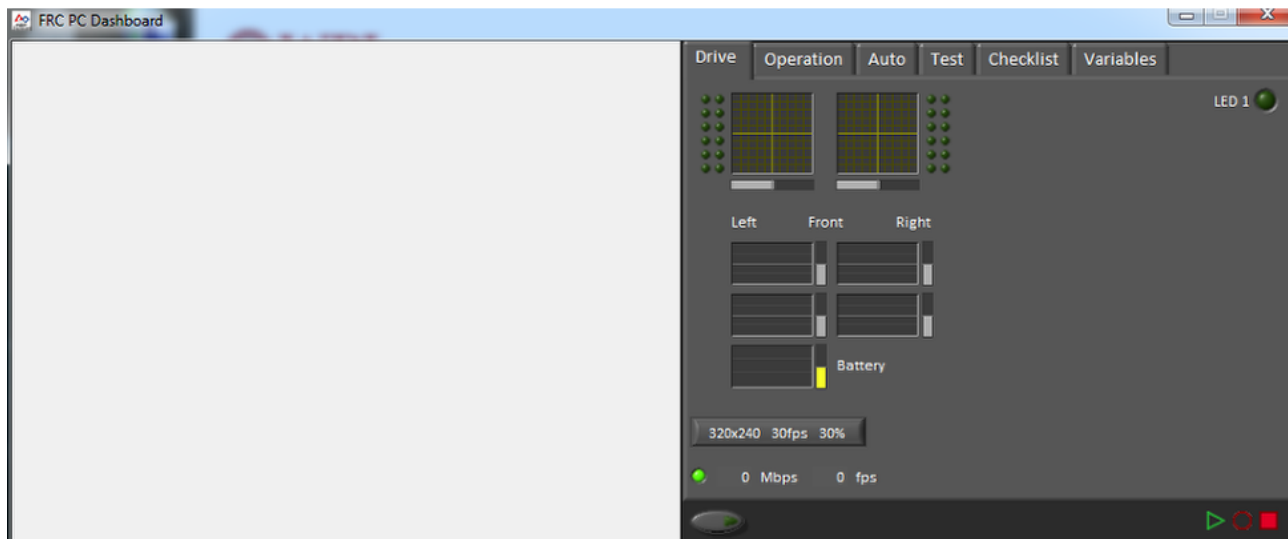 FRC PC Dashboard
Drive Operation Auto Test Checklist Variables
LED 1
Left Front Right
Battery
320x240 30fps 30%
0 Mbps 0 fps